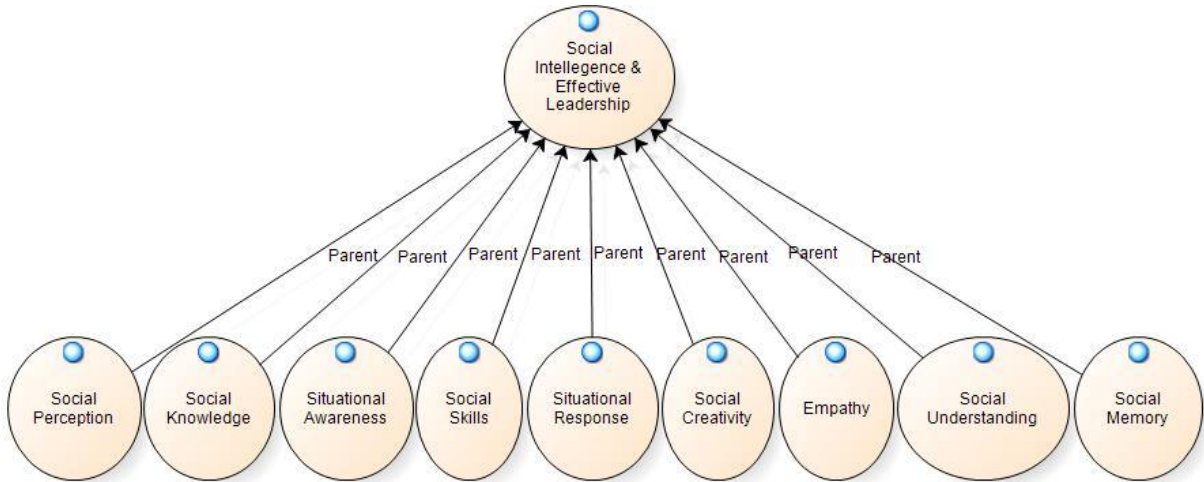 Social
Intellegence &
Effective
Leadership
Parent
Parent
Parent
Parent
Parent
Parent
Parent
Parent
Parent
Social
Perception
Social
Knowledge
Situational
Awareness
Social
Skills
Situational
Response
Social
Creativity
Empathy
Social
Understanding
Social
Memory